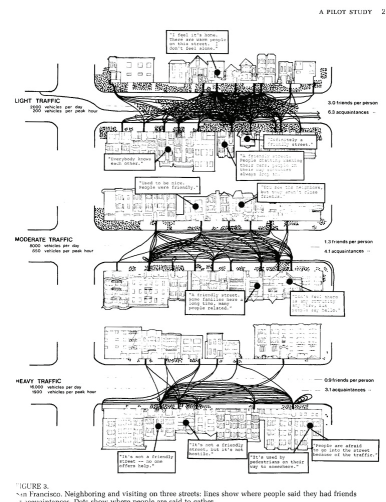 A PILOT STUDY 2
"I feel it's home.
There are warm people
on this street.
don't feel alone."
LIGHT TRAFFIC
2000 vehicles per day
200 vehicles per peak hour
3.0 friends per person
6.3 acquaintances
"Everybody knows
each other."
"Definitely a
friendly street."
"A friendly street.
People
"Used to be nice.
People were friendly."
MODERATE TRAFFIC
8000 vehicles per day
550 vehicles per peak hour
1.3 friends per person
4.1 acquaintances
"A friendly street
some families here a
long time, many
people related."
HEAVY TRAFFIC
16,000 vehicles per day
1900 vehicles per peak hour
0.9 friends per person
3.1 acquaintances
"It's not a friendly
street — no one
offers help."
"It's not a friendly
street, but it's not
hostile."
"It's used by
pedestrians on their
way to somewhere."
"People are afraid
to go into the street
because of the traffic."
FIGURE 3.
San Francisco. Neighboring and visiting on three streets: lines show where people said they had friends
acquaintances. Dots show where people are said to gather.